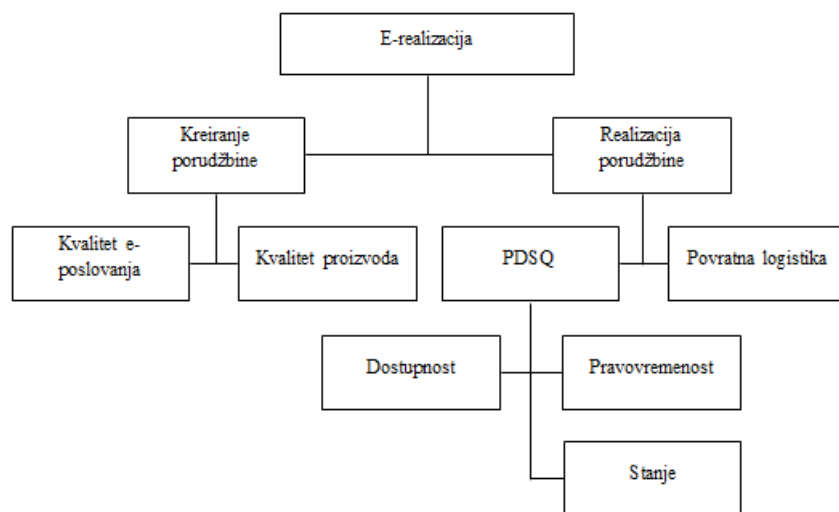 E-realizacija
Kreiranje
porudžbine
Realizacija
porudžbine
Kvalitet e-
poslovanja
Kvalitet proizvoda
PDSQ
Povratna logistika
Dostupnost
Pravovremenost
Stanje